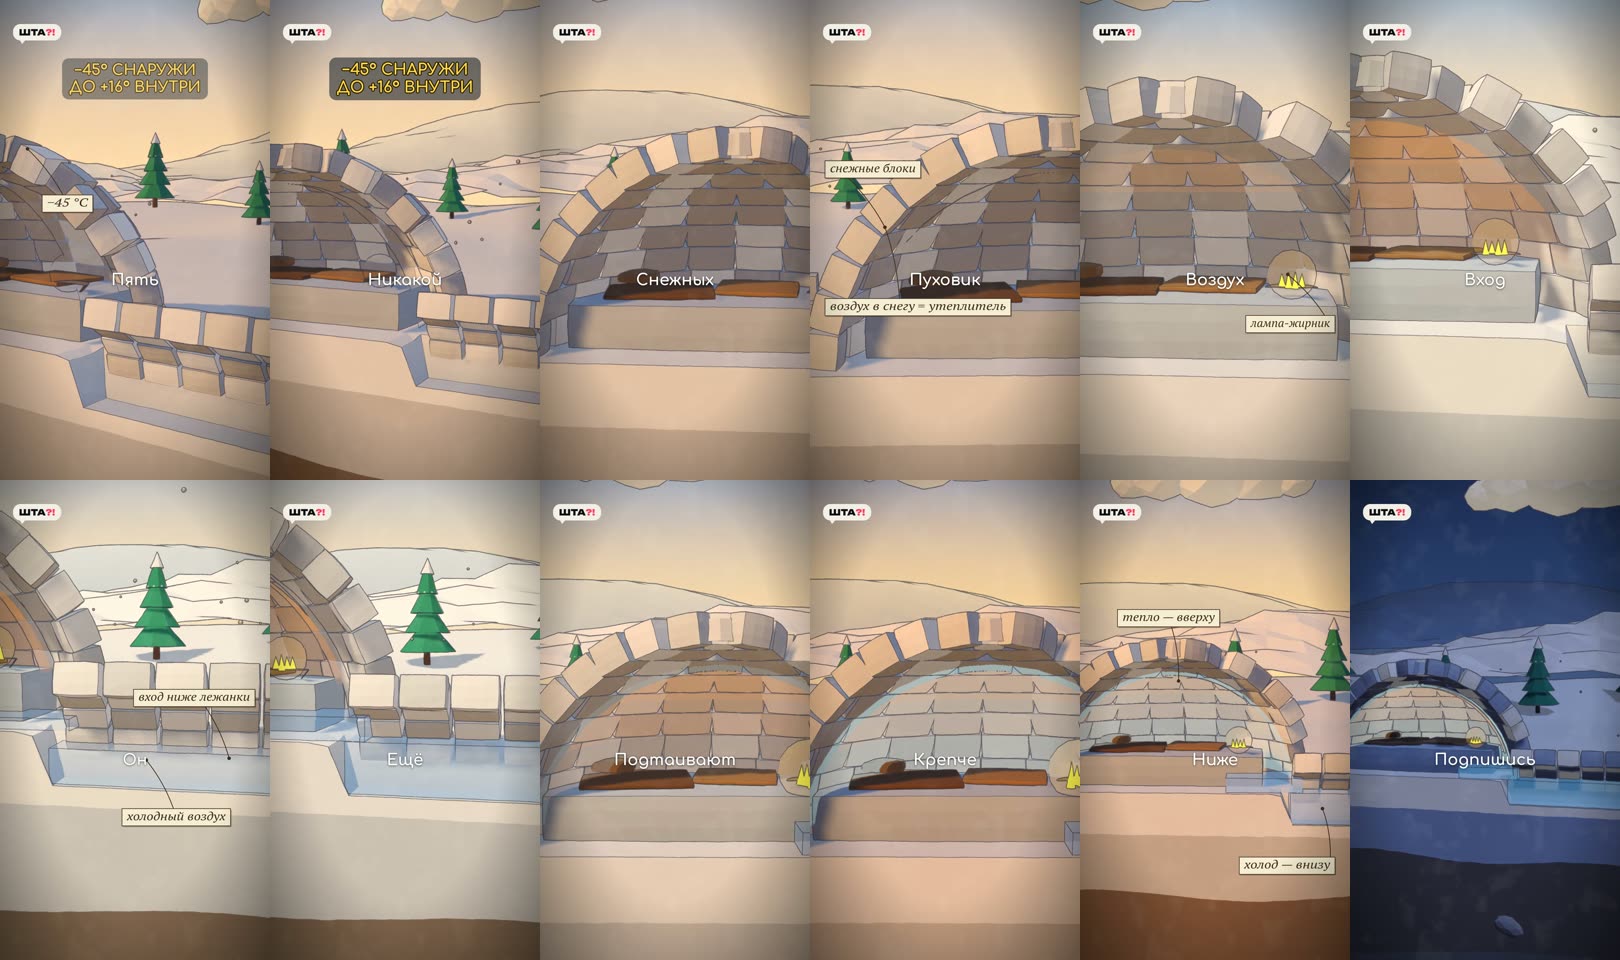 ШТА?!
−45° СНАРУЖИ
ДО +16° ВНУТРИ
−45 °C
Пять
ШТА?!
−45° СНАРУЖИ
ДО +16° ВНУТРИ
Никакой
ШТА?!
Снежных
ШТА?!
снежные блоки
Пуховик
воздух в снегу = утеплитель
ШТА?!
Воздух
лампа-жирник
ШТА?!
Вход
ШТА?!
вход ниже лежанки
Он
холодный воздух
ШТА?!
Ещё
ШТА?!
Подтаивают
ШТА?!
Крепче
ШТА?!
тепло — вверху
Ниже
холод — внизу
ШТА?!
Подпишись